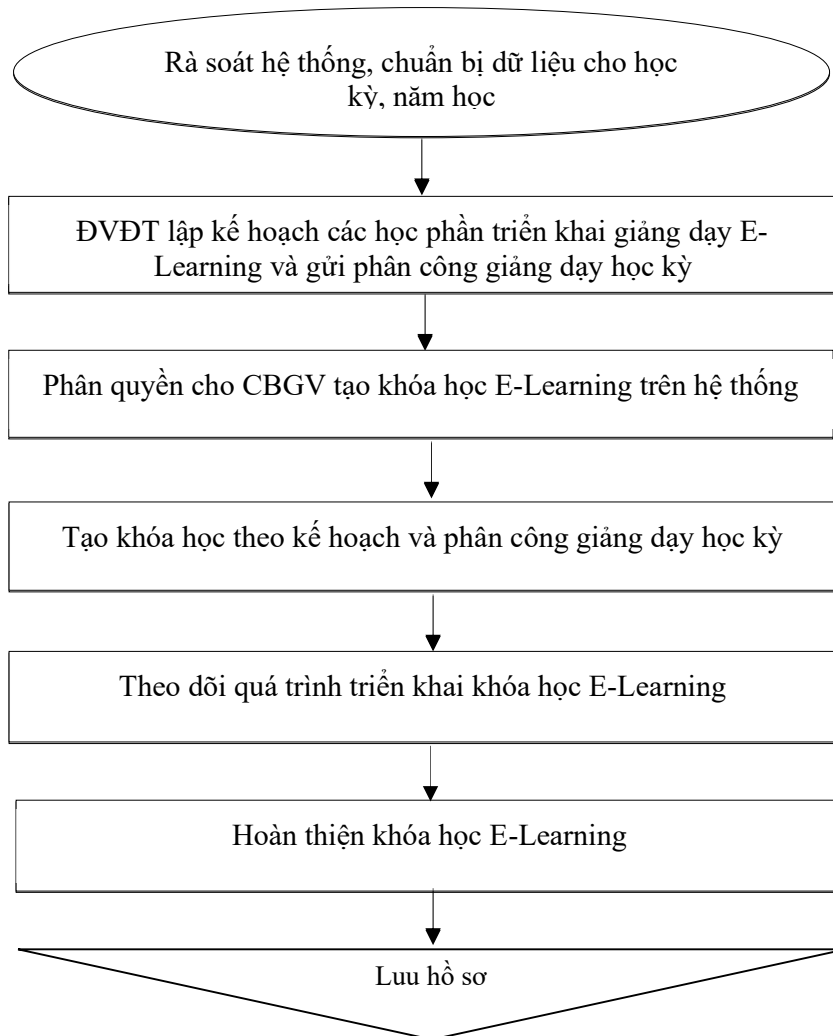 Rà soát hệ thống, chuẩn bị dữ liệu cho học
kỳ, năm học
ĐVĐT lập kế hoạch các học phần triển khai giảng dạy E-
Learning và gửi phân công giảng dạy học kỳ
Phân quyền cho CBGV tạo khóa học E-Learning trên hệ thống
Tạo khóa học theo kế hoạch và phân công giảng dạy học kỳ
Theo dõi quá trình triển khai khóa học E-Learning
Hoàn thiện khóa học E-Learning
Luu hồ sơ